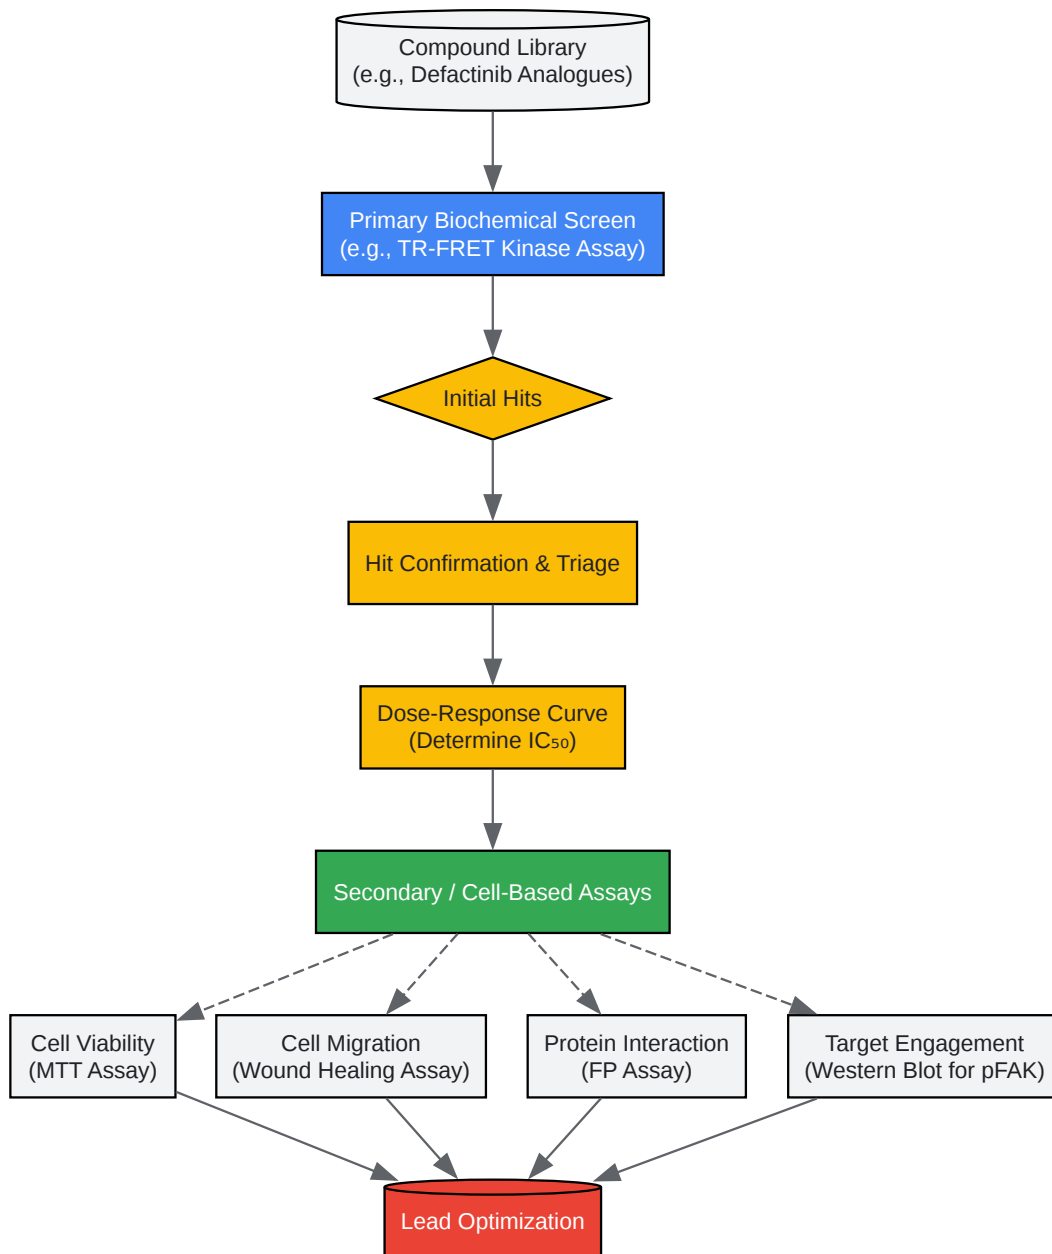 Compound Library
(e.g., Defactinib Analogues)
Primary Biochemical Screen
(e.g., TR-FRET Kinase Assay)
Initial Hits
Hit Confirmation & Triage
Dose-Response Curve
(Determine IC₅₀)
Secondary / Cell-Based Assays
Cell Viability
(MTT Assay)
Cell Migration
(Wound Healing Assay)
Protein Interaction
(FP Assay)
Target Engagement
(Western Blot for pFAK)
Lead Optimization